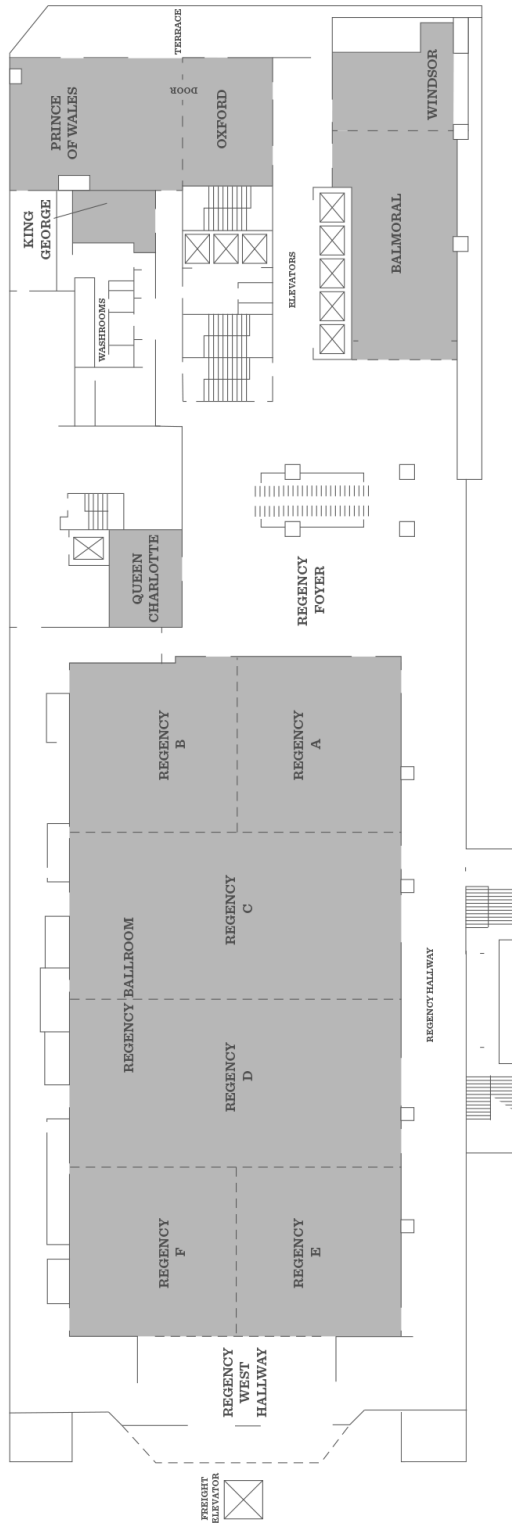 TERRACE
PRINCE
OF WALES
DOOR
OXFORD
WINDSOR
KING
GEORGE
BALMORAL
WASHROOMS
ELEVATORS
QUEEN
CHARLOTTE
REGENCY
FOYER
REGENCY
B
REGENCY
A
REGENCY
C
REGENCY BALLROOM
REGENCY HALLWAY
REGENCY
D
REGENCY
F
REGENCY
E
REGENCY
WEST
HALLWAY
FREIGHT
ELEVATOR